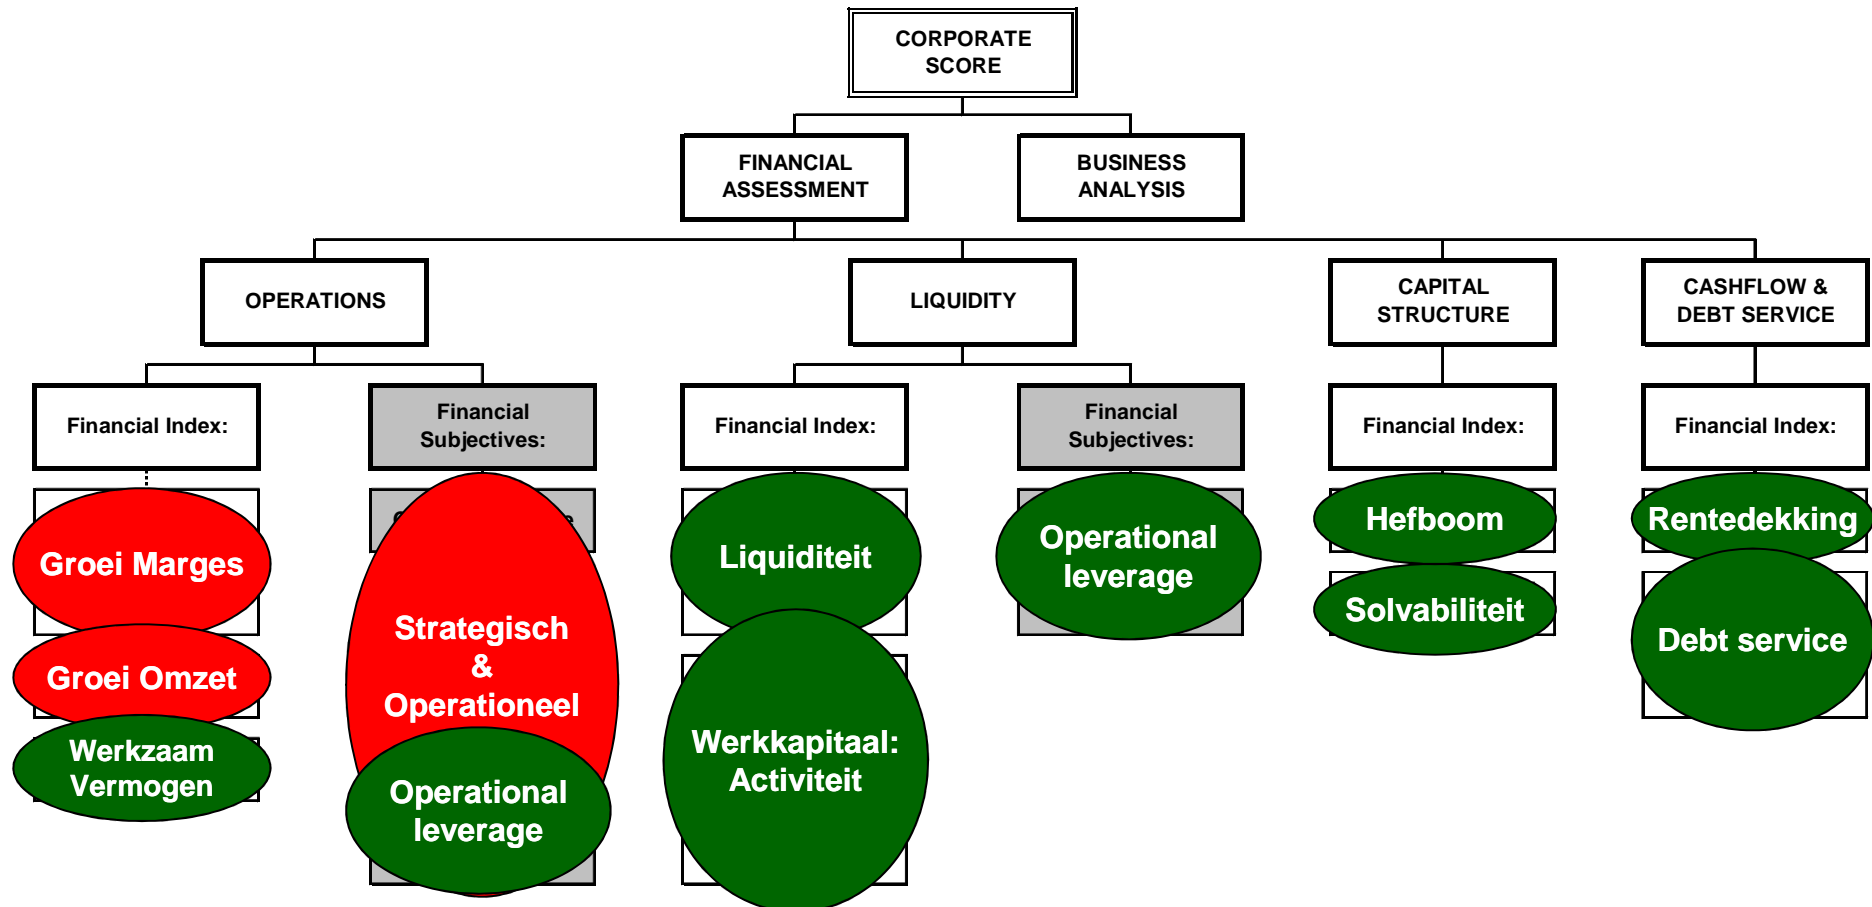 CORPORATE
SCORE
FINANCIAL
ASSESSMENT
BUSINESS
ANALYSIS
OPERATIONS
LIQUIDITY
CAPITAL
STRUCTURE
CASHFLOW &
DEBT SERVICE
Financial Index:
Financial
Subjectives:
Financial Index:
Financial
Subjectives:
Financial Index:
Financial Index:
Groei Marges
Groei Omzet
Werkzaam
Vermogen
Strategisch
&
Operationeel
Operational
leverage
Liquiditeit
Werkkapitaal:
Activiteit
Operational
leverage
Hefboom
Solvabiliteit
Rentedekking
Debt service